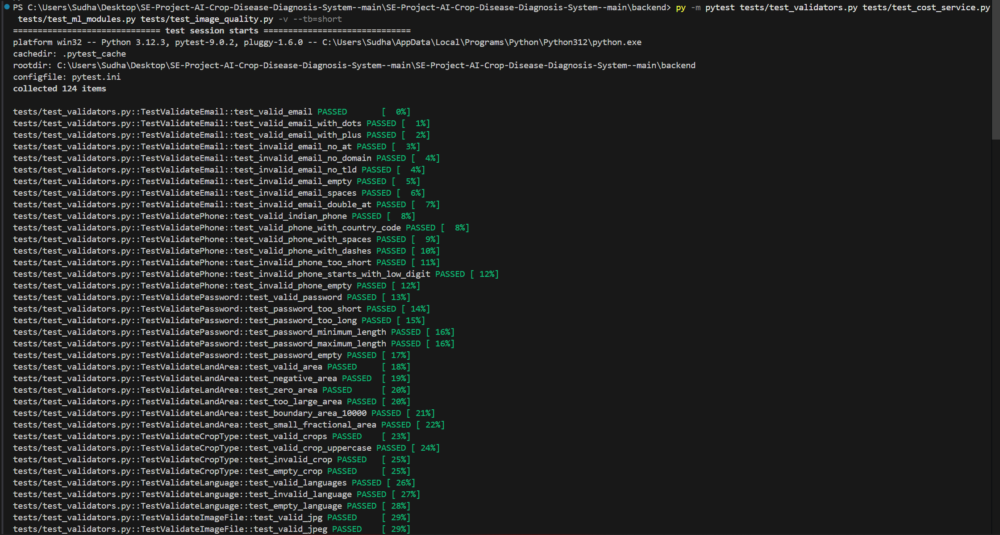 PS C:\Users\Sudha\Desktop\SE-Project-AI-Crop-Disease-Diagnosis-System--main\SE-Project-AI-Crop-Disease-Diagnosis-System--main\backend> py -m pytest tests/test_validators.py tests/test_cost_service.py
tests/test_ml_modules.py tests/test_image_quality.py -v --tb=short
============================== test session starts ==============================
platform win32 -- Python 3.12.3, pytest-9.0.2, pluggy-1.6.0 -- C:\Users\Sudha\AppData\Local\Programs\Python\Python312\python.exe
cachedir: .pytest_cache
rootdir: C:\Users\Sudha\Desktop\SE-Project-AI-Crop-Disease-Diagnosis-System--main\SE-Project-AI-Crop-Disease-Diagnosis-System--main\backend
configfile: pytest.ini
collected 124 items
tests/test_validators.py::TestValidateEmail::test_valid_email PASSED       [  0%]
tests/test_validators.py::TestValidateEmail::test_valid_email_with_dots PASSED [  1%]
tests/test_validators.py::TestValidateEmail::test_valid_email_with_plus PASSED [  2%]
tests/test_validators.py::TestValidateEmail::test_invalid_email_no_at PASSED [  3%]
tests/test_validators.py::TestValidateEmail::test_invalid_email_no_domain PASSED [  4%]
tests/test_validators.py::TestValidateEmail::test_invalid_email_no_tld PASSED [  4%]
tests/test_validators.py::TestValidateEmail::test_invalid_email_empty PASSED [  5%]
tests/test_validators.py::TestValidateEmail::test_invalid_email_spaces PASSED [  6%]
tests/test_validators.py::TestValidateEmail::test_invalid_email_double_at PASSED [  7%]
tests/test_validators.py::TestValidatePhone::test_valid_indian_phone PASSED [  8%]
tests/test_validators.py::TestValidatePhone::test_valid_phone_with_country_code PASSED [  8%]
tests/test_validators.py::TestValidatePhone::test_valid_phone_with_spaces PASSED [  9%]
tests/test_validators.py::TestValidatePhone::test_valid_phone_with_dashes PASSED [ 10%]
tests/test_validators.py::TestValidatePhone::test_invalid_phone_too_short PASSED [ 11%]
tests/test_validators.py::TestValidatePhone::test_invalid_phone_starts_with_low_digit PASSED [ 12%]
tests/test_validators.py::TestValidatePhone::test_invalid_phone_empty PASSED [ 12%]
tests/test_validators.py::TestValidatePassword::test_valid_password PASSED [ 13%]
tests/test_validators.py::TestValidatePassword::test_password_too_short PASSED [ 14%]
tests/test_validators.py::TestValidatePassword::test_password_too_long PASSED [ 15%]
tests/test_validators.py::TestValidatePassword::test_password_minimum_length PASSED [ 16%]
tests/test_validators.py::TestValidatePassword::test_password_maximum_length PASSED [ 16%]
tests/test_validators.py::TestValidatePassword::test_password_empty PASSED [ 17%]
tests/test_validators.py::TestValidateLandArea::test_valid_area PASSED     [ 18%]
tests/test_validators.py::TestValidateLandArea::test_negative_area PASSED  [ 19%]
tests/test_validators.py::TestValidateLandArea::test_zero_area PASSED      [ 20%]
tests/test_validators.py::TestValidateLandArea::test_too_large_area PASSED [ 20%]
tests/test_validators.py::TestValidateLandArea::test_boundary_area_10000 PASSED [ 21%]
tests/test_validators.py::TestValidateLandArea::test_small_fractional_area PASSED [ 22%]
tests/test_validators.py::TestValidateCropType::test_valid_crops PASSED    [ 23%]
tests/test_validators.py::TestValidateCropType::test_valid_crop_uppercase PASSED [ 24%]
tests/test_validators.py::TestValidateCropType::test_invalid_crop PASSED   [ 25%]
tests/test_validators.py::TestValidateCropType::test_empty_crop PASSED     [ 25%]
tests/test_validators.py::TestValidateLanguage::test_valid_languages PASSED [ 26%]
tests/test_validators.py::TestValidateLanguage::test_invalid_language PASSED [ 27%]
tests/test_validators.py::TestValidateLanguage::test_empty_language PASSED [ 28%]
tests/test_validators.py::TestValidateImageFile::test_valid_jpg PASSED     [ 29%]
tests/test_validators.py::TestValidateImageFile::test_valid_jpeg PASSED    [ 29%]